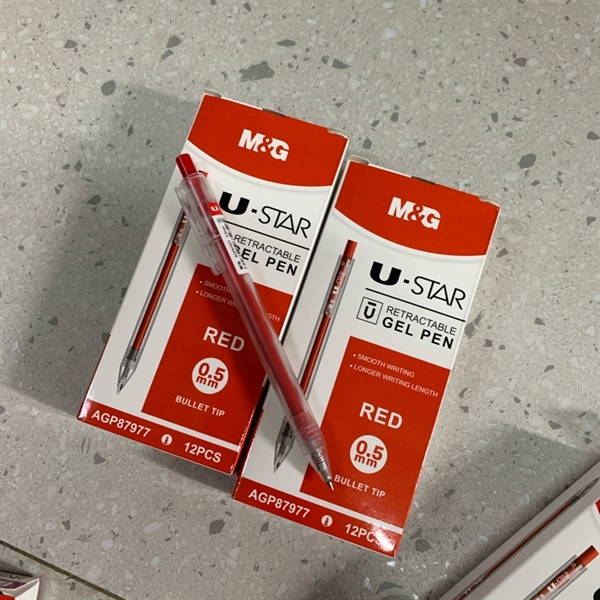 M&G
U-STAR
RETRACTABLE
GEL PEN
• SMOOTH
• LONGER WRITING LENGTH
RED
0.5
mm
BULLET TIP
AGP87977
12PCS
M&G
U-STAR
RETRACTABLE
GEL PEN
• SMOOTH WRITING
• LONGER WRITING LENGTH
RED
0.5
mm
BULLET TIP
AGP87977
12PCS